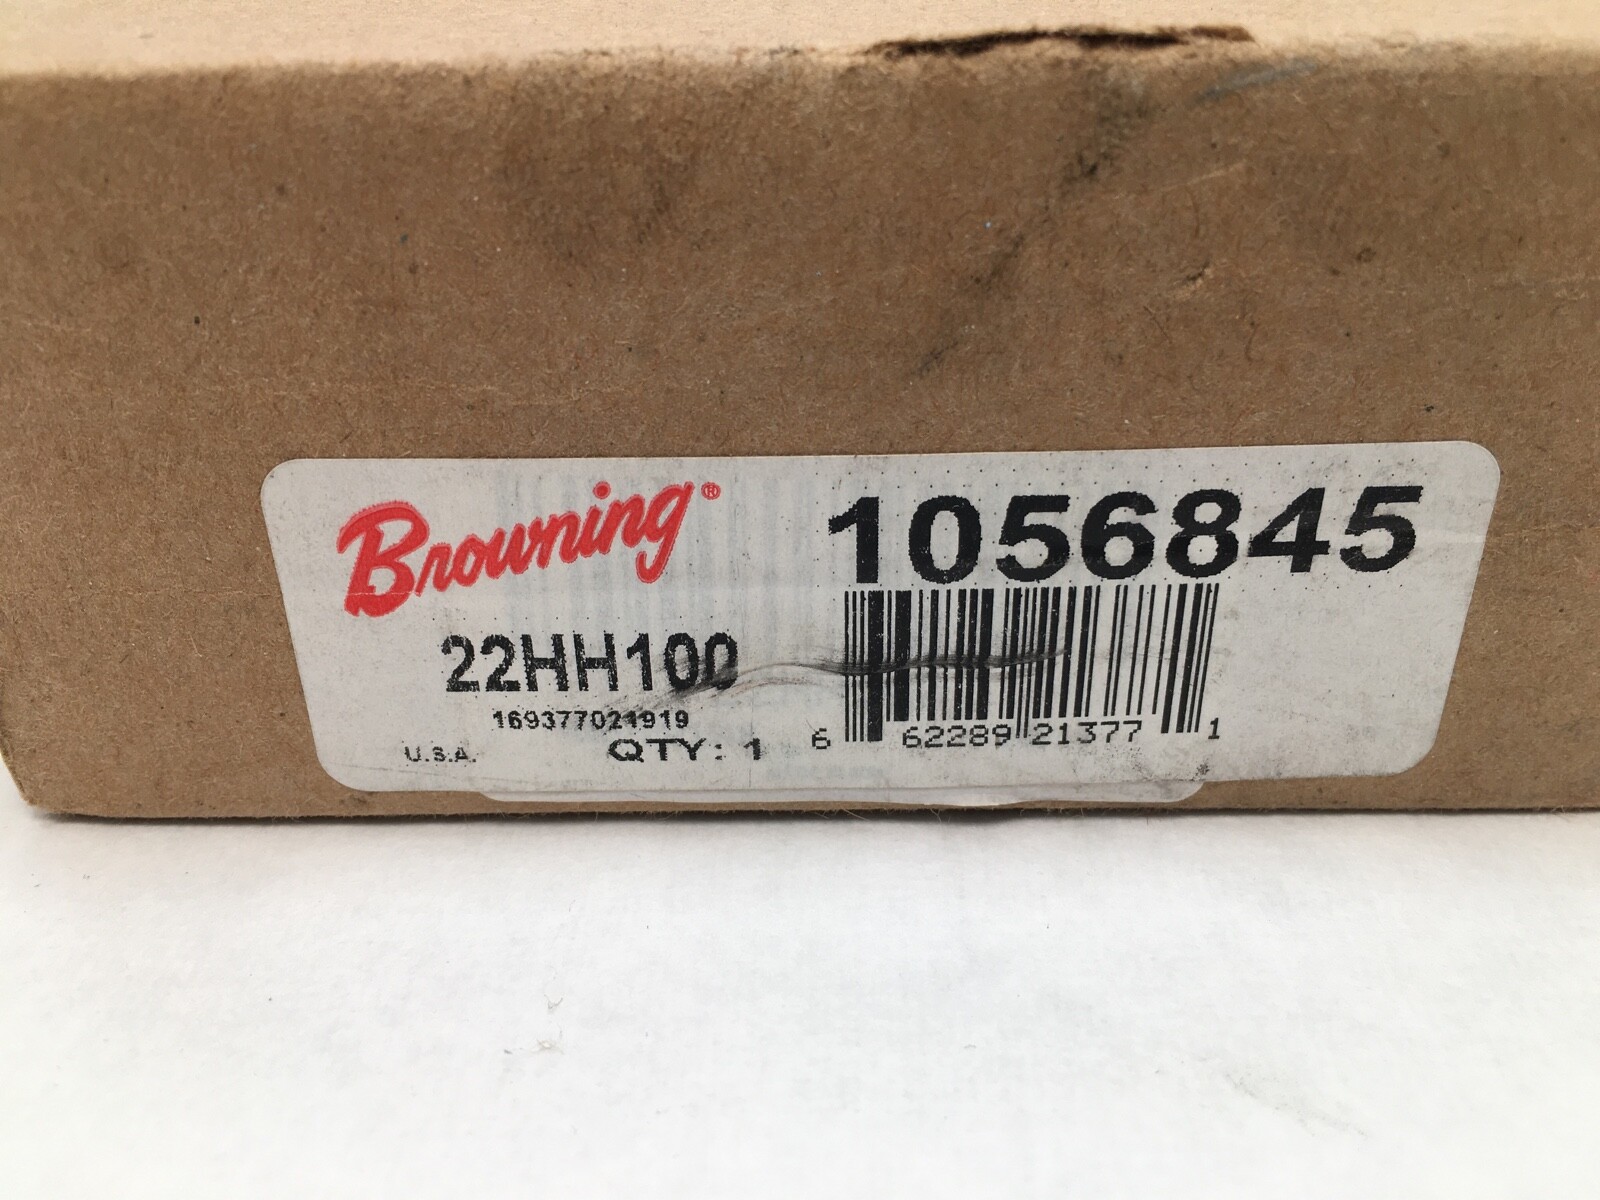 Browning®
1056845
22HH100
169377021919
U.S.A.
QTY: 1
6 62289 21377 1